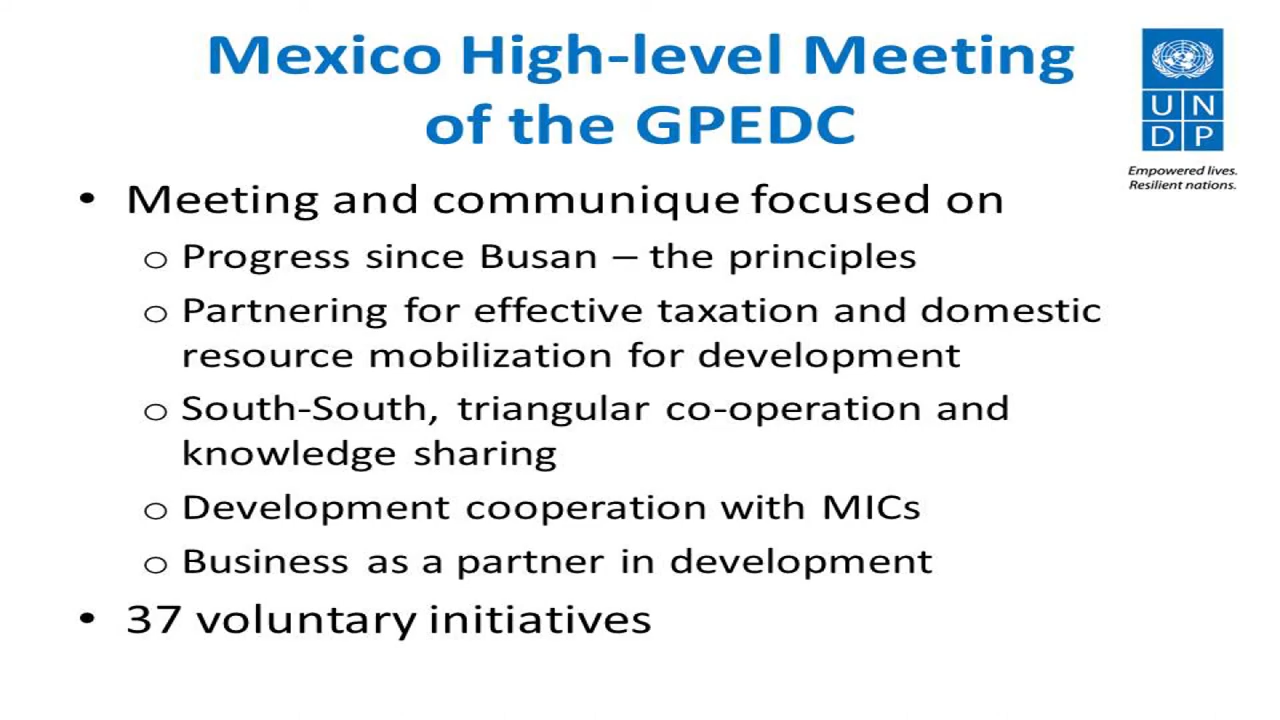 Mexico High-level Meeting
of the GPEDC
UN
DP
Empowered lives.
Resilient nations.
• Meeting and communique focused on
o Progress since Busan – the principles
o Partnering for effective taxation and domestic
resource mobilization for development
o South-South, triangular co-operation and
knowledge sharing
o Development cooperation with MICs
o Business as a partner in development
• 37 voluntary initiatives